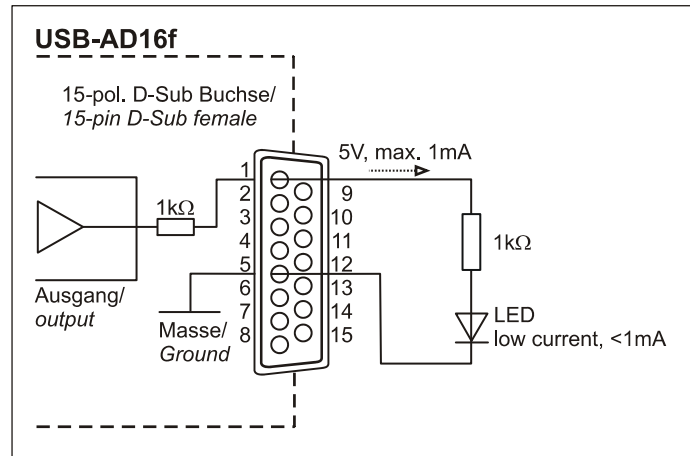 USB-AD16f
15-pol. D-Sub Buchse/
15-pin D-Sub female
5V, max. 1mA
1
2
3
4
5
6
7
8
9
10
11
12
13
14
15
1kΩ
1kΩ
Ausgang/
output
Masse/
Ground
LED
low current, <1mA